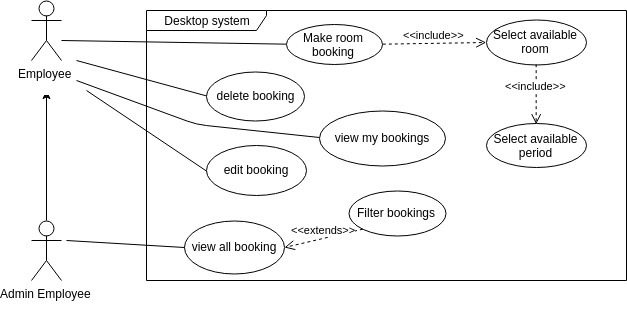 Desktop system
Employee
Make room
booking
<<include>>
Select available
room
<<include>>
delete booking
view my bookings
Select available
period
edit booking
Filter bookings
<<extends>>
view all booking
Admin Employee